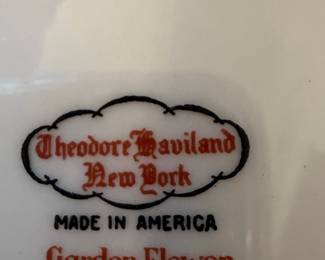 Theodore Haviland
New York
MADE IN AMERICA
Garden Flower